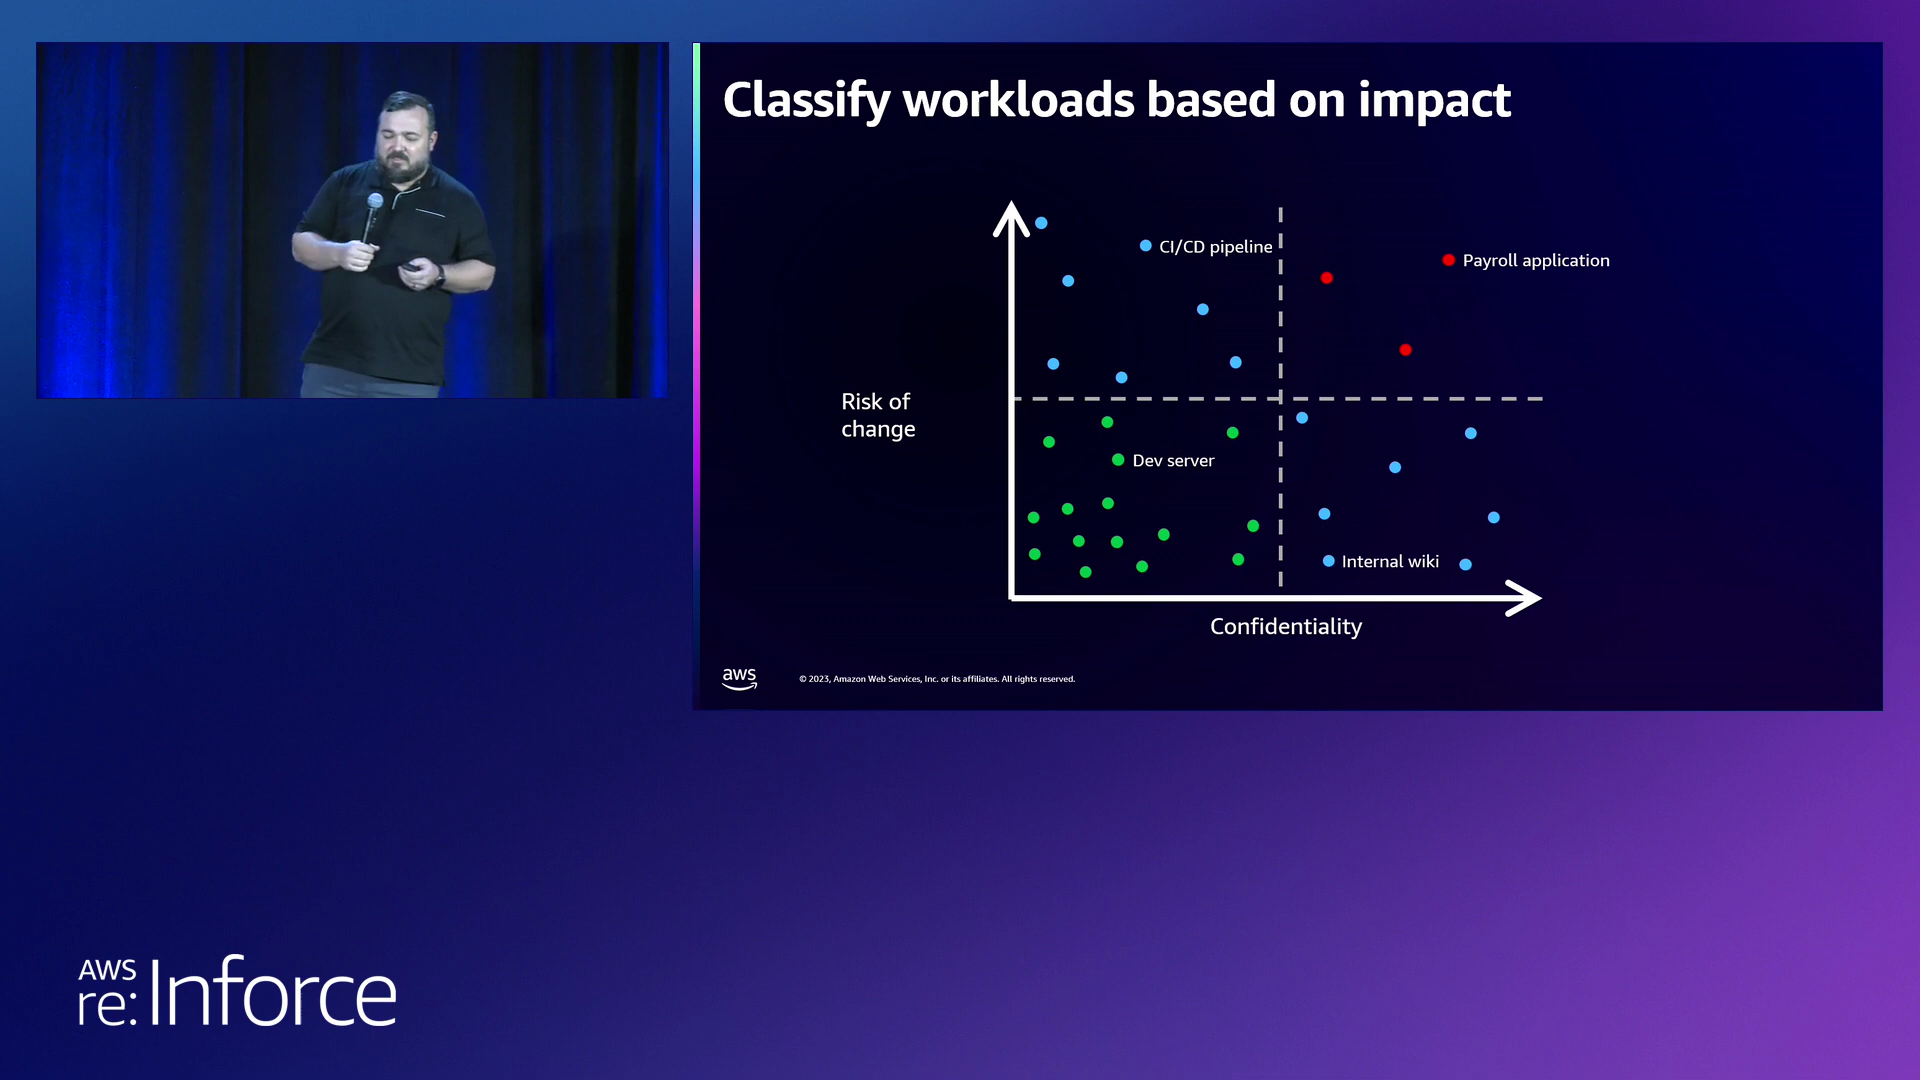 Classify workloads based on impact
CI/CD pipeline
Payroll application
Risk of
change
Dev server
Internal wiki
Confidentiality
aws
© 2023, Amazon Web Services, Inc. or its affiliates. All rights reserved.
AWS
re:Inforce